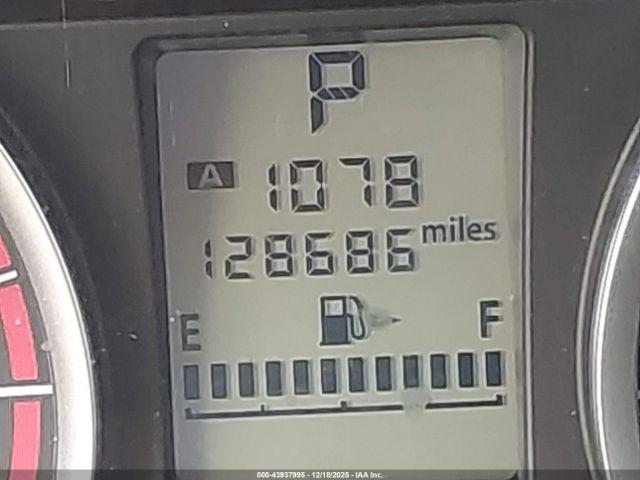 P
A 1078
128686 miles
E F
000-43937995 - 12/18/2025 - IAA Inc.